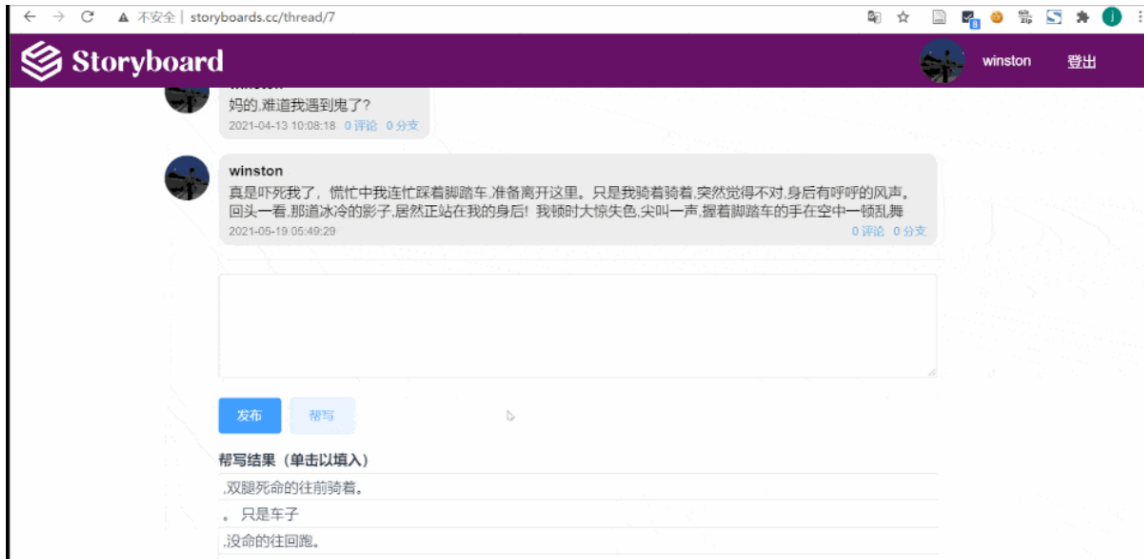 不安全 | storyboards.cc/thread/7
Storyboard
winston 登出
妈的,难道我遇到鬼了?
2021-04-13 10:08:18 0 评论 0 分支
winston
真是吓死我了，慌忙中我连忙踩着脚踏车,准备离开这里。只是我骑着骑着,突然觉得不对,身后有呼呼的风声。
回头一看,那道冰冷的影子,居然正站在我的身后! 我顿时大惊失色,尖叫一声,握着脚踏车的手在空中一顿乱舞
2021-05-19 05:49:29 0 评论 0 分支
发布 帮写
帮写结果（单击以填入）
,双腿死命的往前骑着。
。 只是车子
,没命的往回跑。